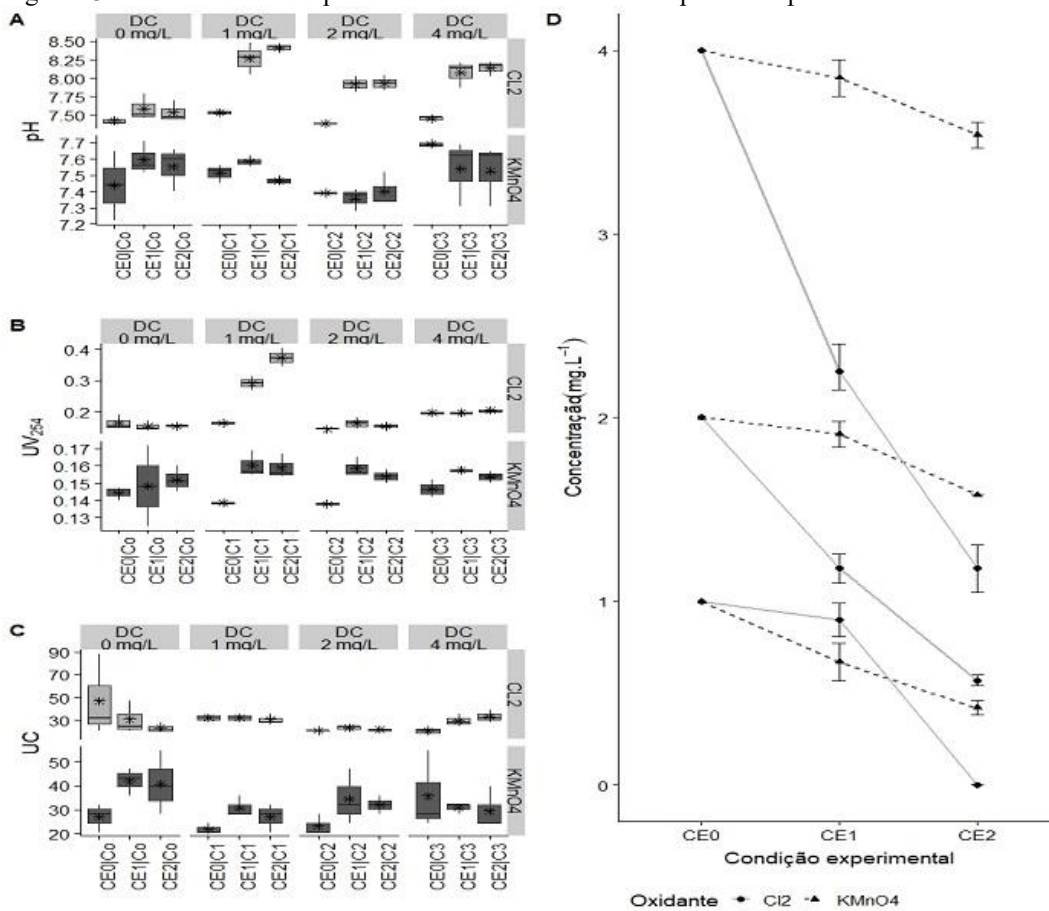 A
DC
0 mg/L
DC
1 mg/L
DC
2 mg/L
DC
4 mg/L
8.50
8.25
8.00
7.75
7.50
CL2
pH
7.7
7.6
7.5
7.4
7.3
7.2
KMnO4
CE0|Co
CE1|Co
CE2|Co
CE0|C1
CE1|C1
CE2|C1
CE0|C2
CE1|C2
CE2|C2
CE0|C3
CE1|C3
CE2|C3
B
DC
0 mg/L
DC
1 mg/L
DC
2 mg/L
DC
4 mg/L
0.4
0.3
0.2
CL2
UV254
0.17
0.16
0.15
0.14
0.13
KMnO4
CE0|Co
CE1|Co
CE2|Co
CE0|C1
CE1|C1
CE2|C1
CE0|C2
CE1|C2
CE2|C2
CE0|C3
CE1|C3
CE2|C3
C
DC
0 mg/L
DC
1 mg/L
DC
2 mg/L
DC
4 mg/L
90
70
50
30
CL2
UC
50
40
30
20
KMnO4
CE0|Co
CE1|Co
CE2|Co
CE0|C1
CE1|C1
CE2|C1
CE0|C2
CE1|C2
CE2|C2
CE0|C3
CE1|C3
CE2|C3
D
4
3
2
1
0
Concentração(mg.L⁻¹)
CE0
CE1
CE2
Condição experimental
Oxidante
Cl2
KMnO4